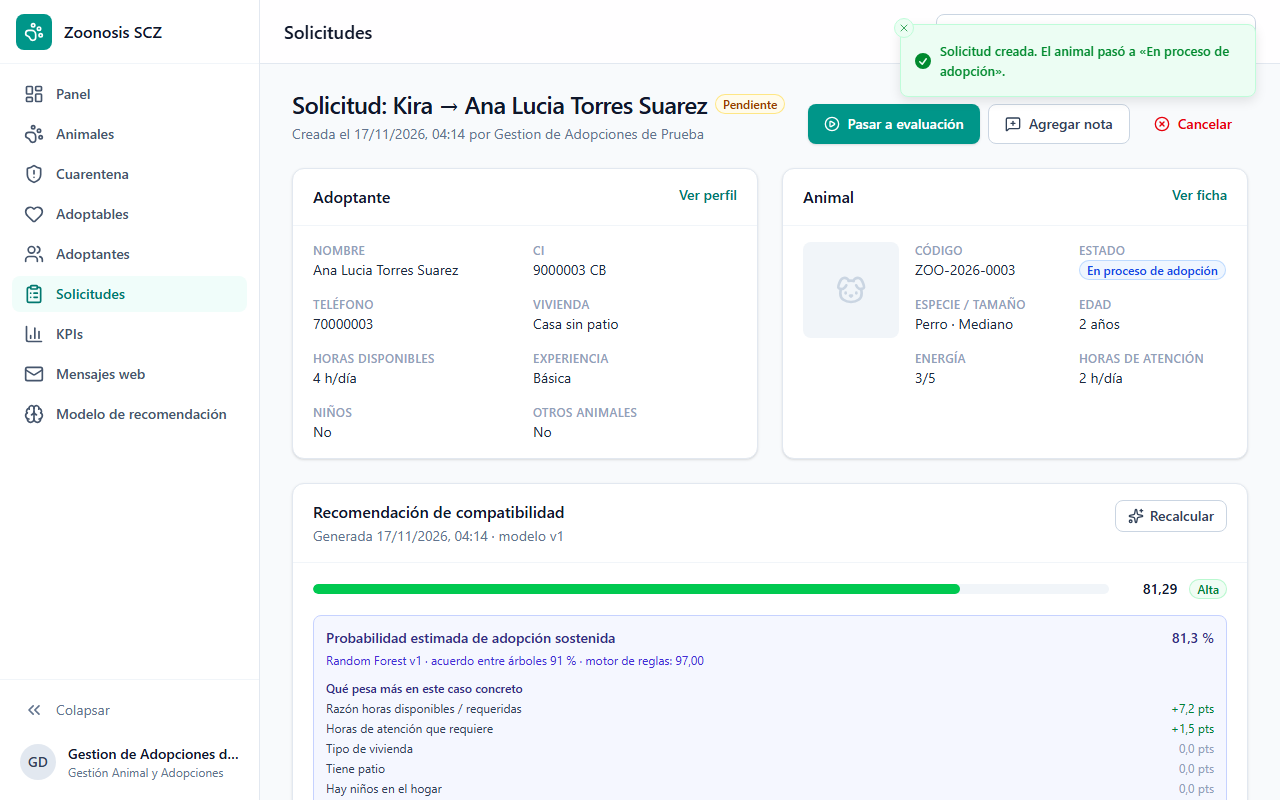 Zoonosis SCZ
Panel
Animales
Cuarentena
Adoptables
Adoptantes
Solicitudes
KPIs
Mensajes web
Modelo de recomendación
Colapsar
GD
Gestion de Adopciones d...
Gestión Animal y Adopciones
Solicitudes
Solicitud creada. El animal pasó a «En proceso de
adopción».
Solicitud: Kira → Ana Lucia Torres Suarez Pendiente
Creada el 17/11/2026, 04:14 por Gestion de Adopciones de Prueba
Pasar a evaluación
Agregar nota
Cancelar
Adoptante
Ver perfil
NOMBRE
Ana Lucia Torres Suarez
CI
9000003 CB
TELÉFONO
70000003
VIVIENDA
Casa sin patio
HORAS DISPONIBLES
4 h/día
EXPERIENCIA
Básica
NIÑOS
No
OTROS ANIMALES
No
Animal
Ver ficha
CÓDIGO
ZOO-2026-0003
ESTADO
En proceso de adopción
ESPECIE / TAMAÑO
Perro · Mediano
EDAD
2 años
ENERGÍA
3/5
HORAS DE ATENCIÓN
2 h/día
Recomendación de compatibilidad
Generada 17/11/2026, 04:14 · modelo v1
Recalcular
81,29 Alta
Probabilidad estimada de adopción sostenida 81,3 %
Random Forest v1 · acuerdo entre árboles 91 % · motor de reglas: 97,00
Qué pesa más en este caso concreto
Razón horas disponibles / requeridas +7,2 pts
Horas de atención que requiere +1,5 pts
Tipo de vivienda 0,0 pts
Tiene patio 0,0 pts
Hay niños en el hogar 0,0 pts